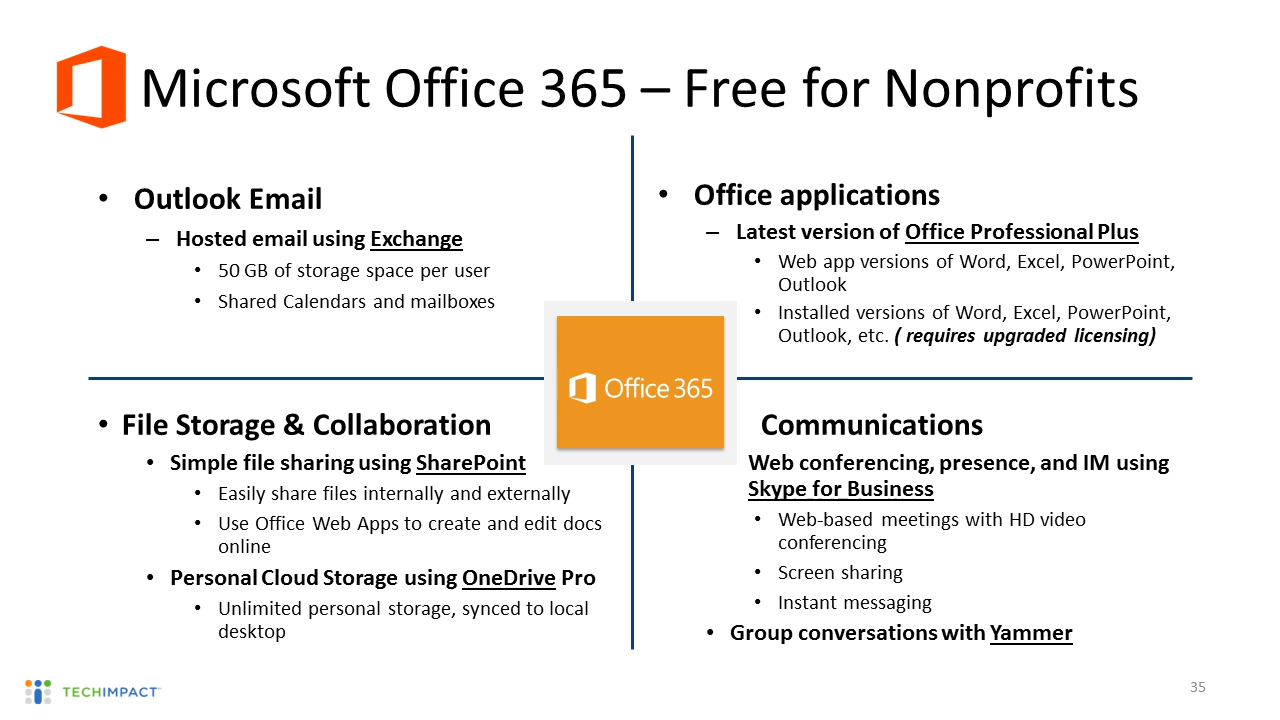 Microsoft Office 365 – Free for Nonprofits
• Outlook Email
– Hosted email using Exchange
• 50 GB of storage space per user
• Shared Calendars and mailboxes
• Office applications
– Latest version of Office Professional Plus
• Web app versions of Word, Excel, PowerPoint,
Outlook
• Installed versions of Word, Excel, PowerPoint,
Outlook, etc. ( requires upgraded licensing)
Office 365
• File Storage & Collaboration
• Simple file sharing using SharePoint
• Easily share files internally and externally
• Use Office Web Apps to create and edit docs
online
• Personal Cloud Storage using OneDrive Pro
• Unlimited personal storage, synced to local
desktop
Communications
Web conferencing, presence, and IM using
Skype for Business
• Web-based meetings with HD video
conferencing
• Screen sharing
• Instant messaging
• Group conversations with Yammer
TECHIMPACT™
35